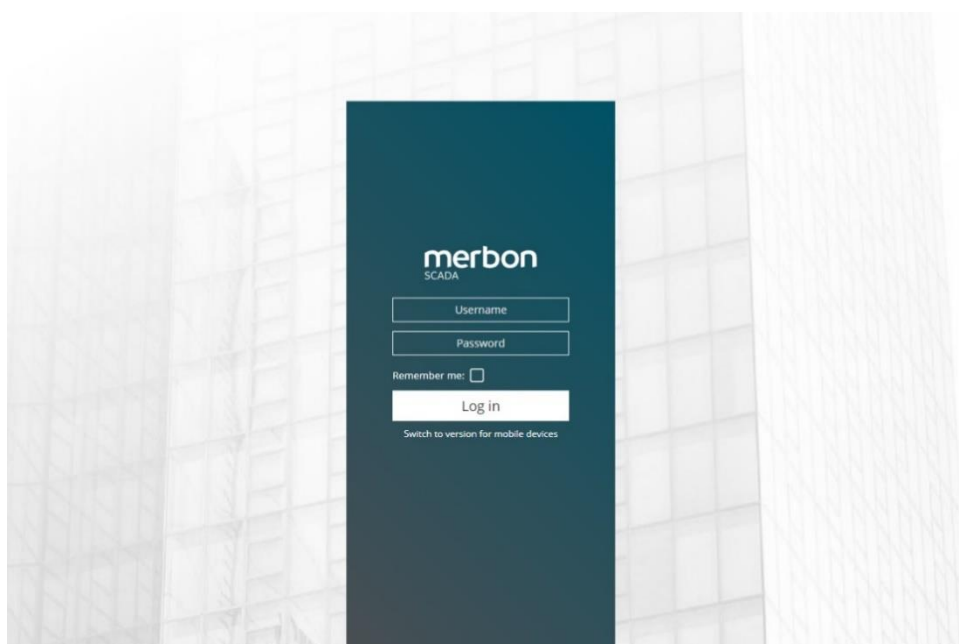 merbon
SCADA
Username
Password
Remember me:
Log in
Switch to version for mobile devices